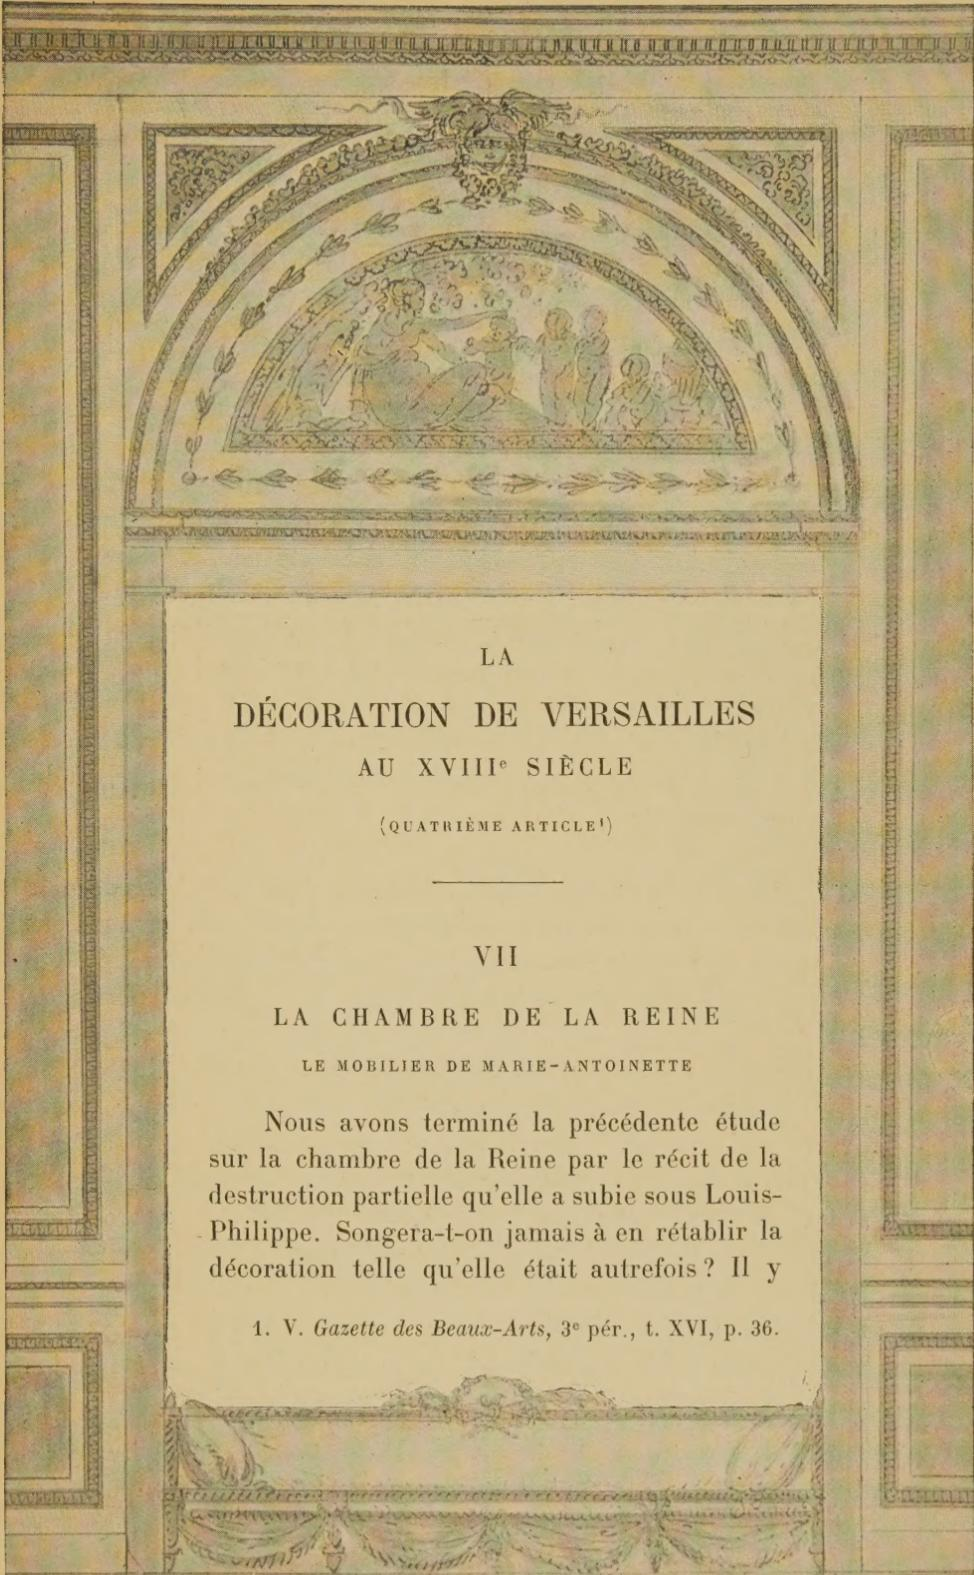 LA
DÉCORATION DE VERSAILLES
AU XVIIIe SIÈCLE
(QUATRIÈME ARTICLE1)
VII
LA CHAMBRE DE LA REINE
LE MOBILIER DE MARIE-ANTOINETTE
Nous avons terminé la précédente étude
sur la chambre de la Reine par le récit de la
destruction partielle qu'elle a subie sous Louis-
Philippe. Songera-t-on jamais à en rétablir la
décoration telle qu'elle était autrefois ? Il y
1. V. Gazette des Beaux-Arts, 3e pér., t. XVI, p. 36.